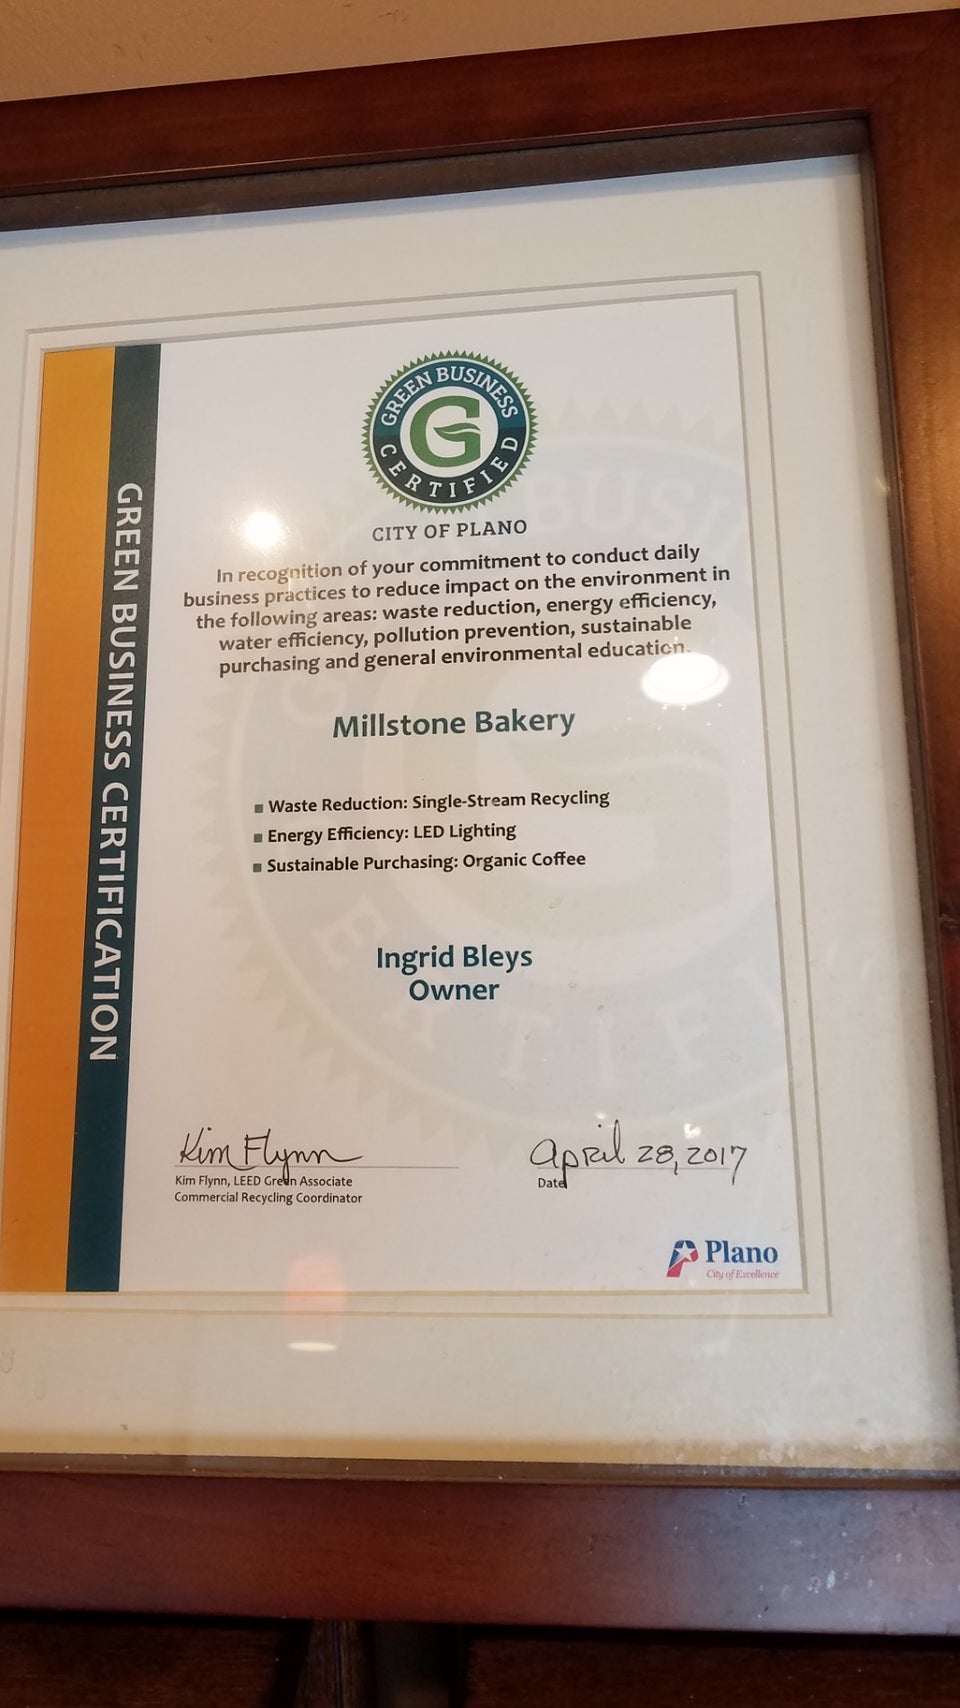 GREEN BUSINESS
G
CERTIFIED
CITY OF PLANO
In recognition of your commitment to conduct daily
business practices to reduce impact on the environment in
the following areas: waste reduction, energy efficiency,
water efficiency, pollution prevention, sustainable
purchasing and general environmental education.
Millstone Bakery
Waste Reduction: Single-Stream Recycling
Energy Efficiency: LED Lighting
Sustainable Purchasing: Organic Coffee
Ingrid Bleys
Owner
Kim Flynn
Kim Flynn, LEED Green Associate
Commercial Recycling Coordinator
April 28, 2017
Date
Plano
City of Excellence
GREEN BUSINESS CERTIFICATION